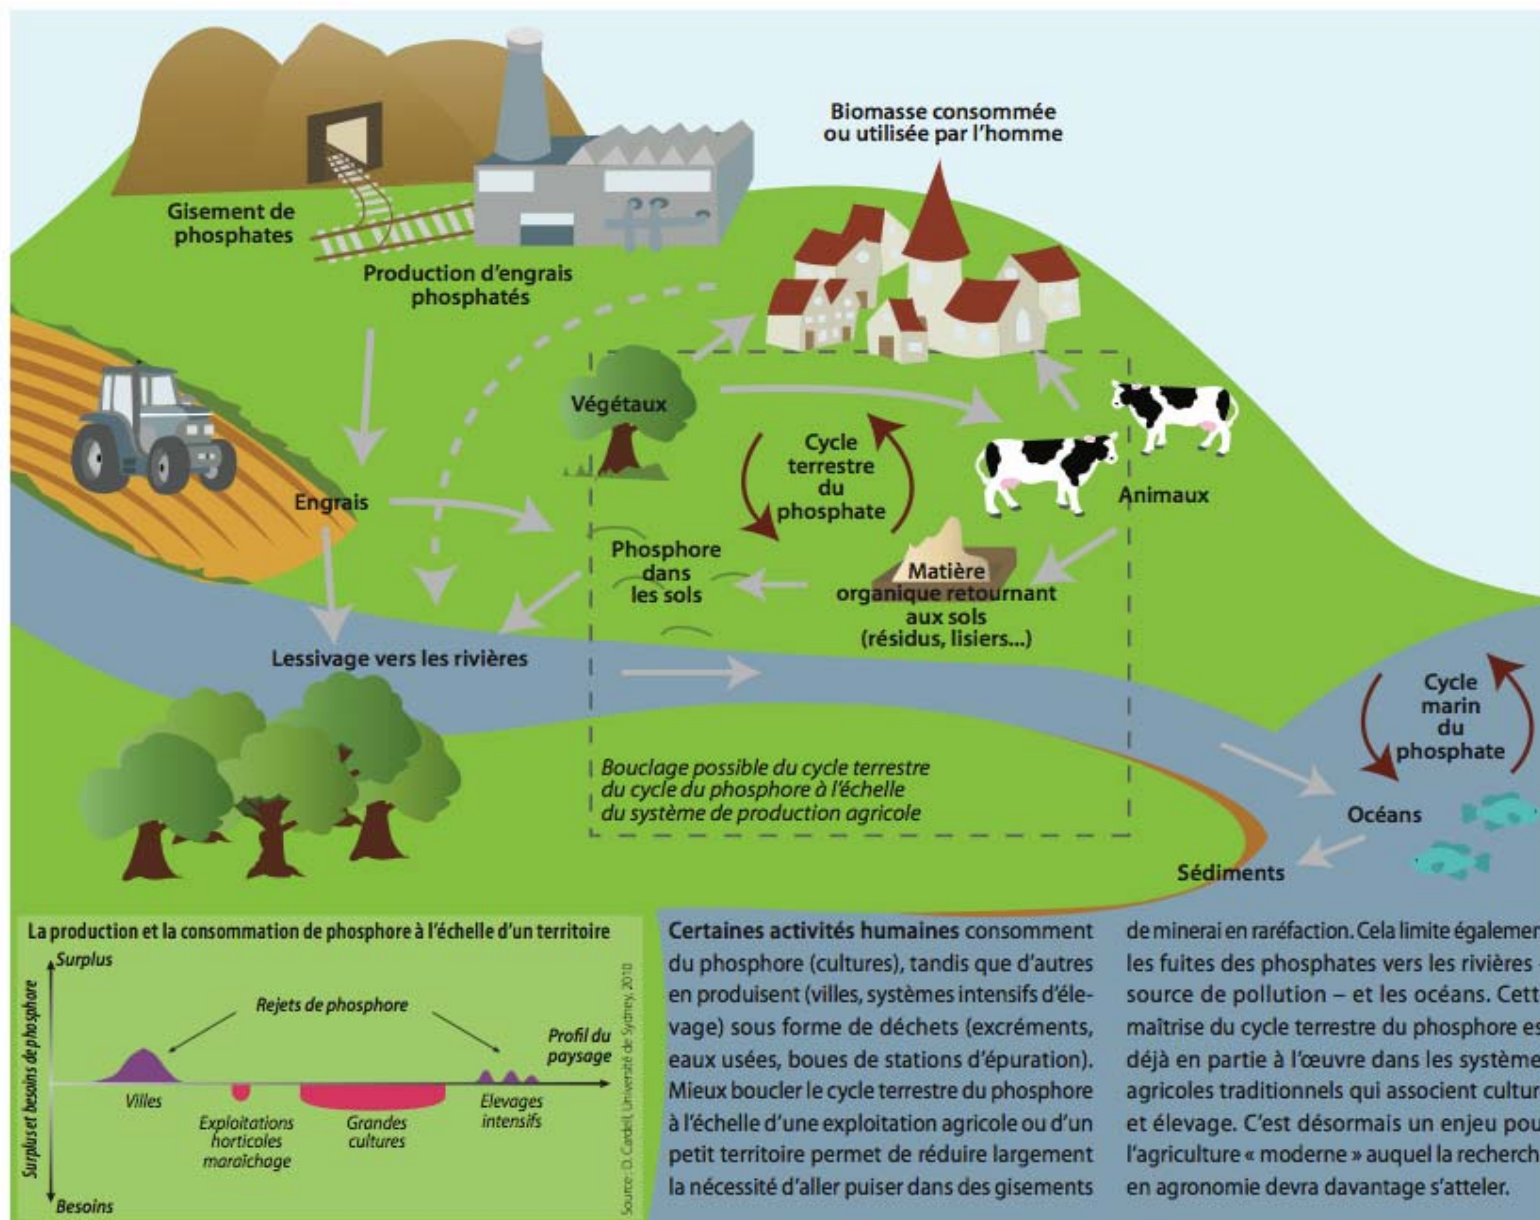 Biomasse consommée
ou utilisée par l'homme
Gisement de
phosphates
Production d'engrais
phosphatés
Végétaux
Cycle
terrestre
du
phosphate
Animaux
Engrais
Phosphore
dans
les sols
Matière
organique retournant
aux sols
(résidus, lisiers...)
Lessivage vers les rivières
Cycle
marin
du
phosphate
Bouclage possible du cycle terrestre
du cycle du phosphore à l'échelle
du système de production agricole
Océans
Sédiments
La production et la consommation de phosphore à l'échelle d'un territoire
Surplus et besoins de phosphore
Surplus
Rejets de phosphore
Profil du
paysage
Villes
Exploitations
horticoles
maraîchage
Grandes
cultures
Elevages
intensifs
Besoins
Source : D. Cardell, Université de Sydney, 2010
Certaines activités humaines consomment
du phosphore (cultures), tandis que d'autres
en produisent (villes, systèmes intensifs d'éle-
vage) sous forme de déchets (excréments,
eaux usées, boues de stations d'épuration).
Mieux boucler le cycle terrestre du phosphore
à l'échelle d'une exploitation agricole ou d'un
petit territoire permet de réduire largement
la nécessité d'aller puiser dans des gisements
de minerai en raréfaction. Cela limite égalemen
les fuites des phosphates vers les rivières -
source de pollution – et les océans. Cett
maîtrise du cycle terrestre du phosphore es
déjà en partie à l'œuvre dans les système
agricoles traditionnels qui associent cultur
et élevage. C'est désormais un enjeu pou
l'agriculture « moderne » auquel la recherch
en agronomie devra davantage s'atteler.